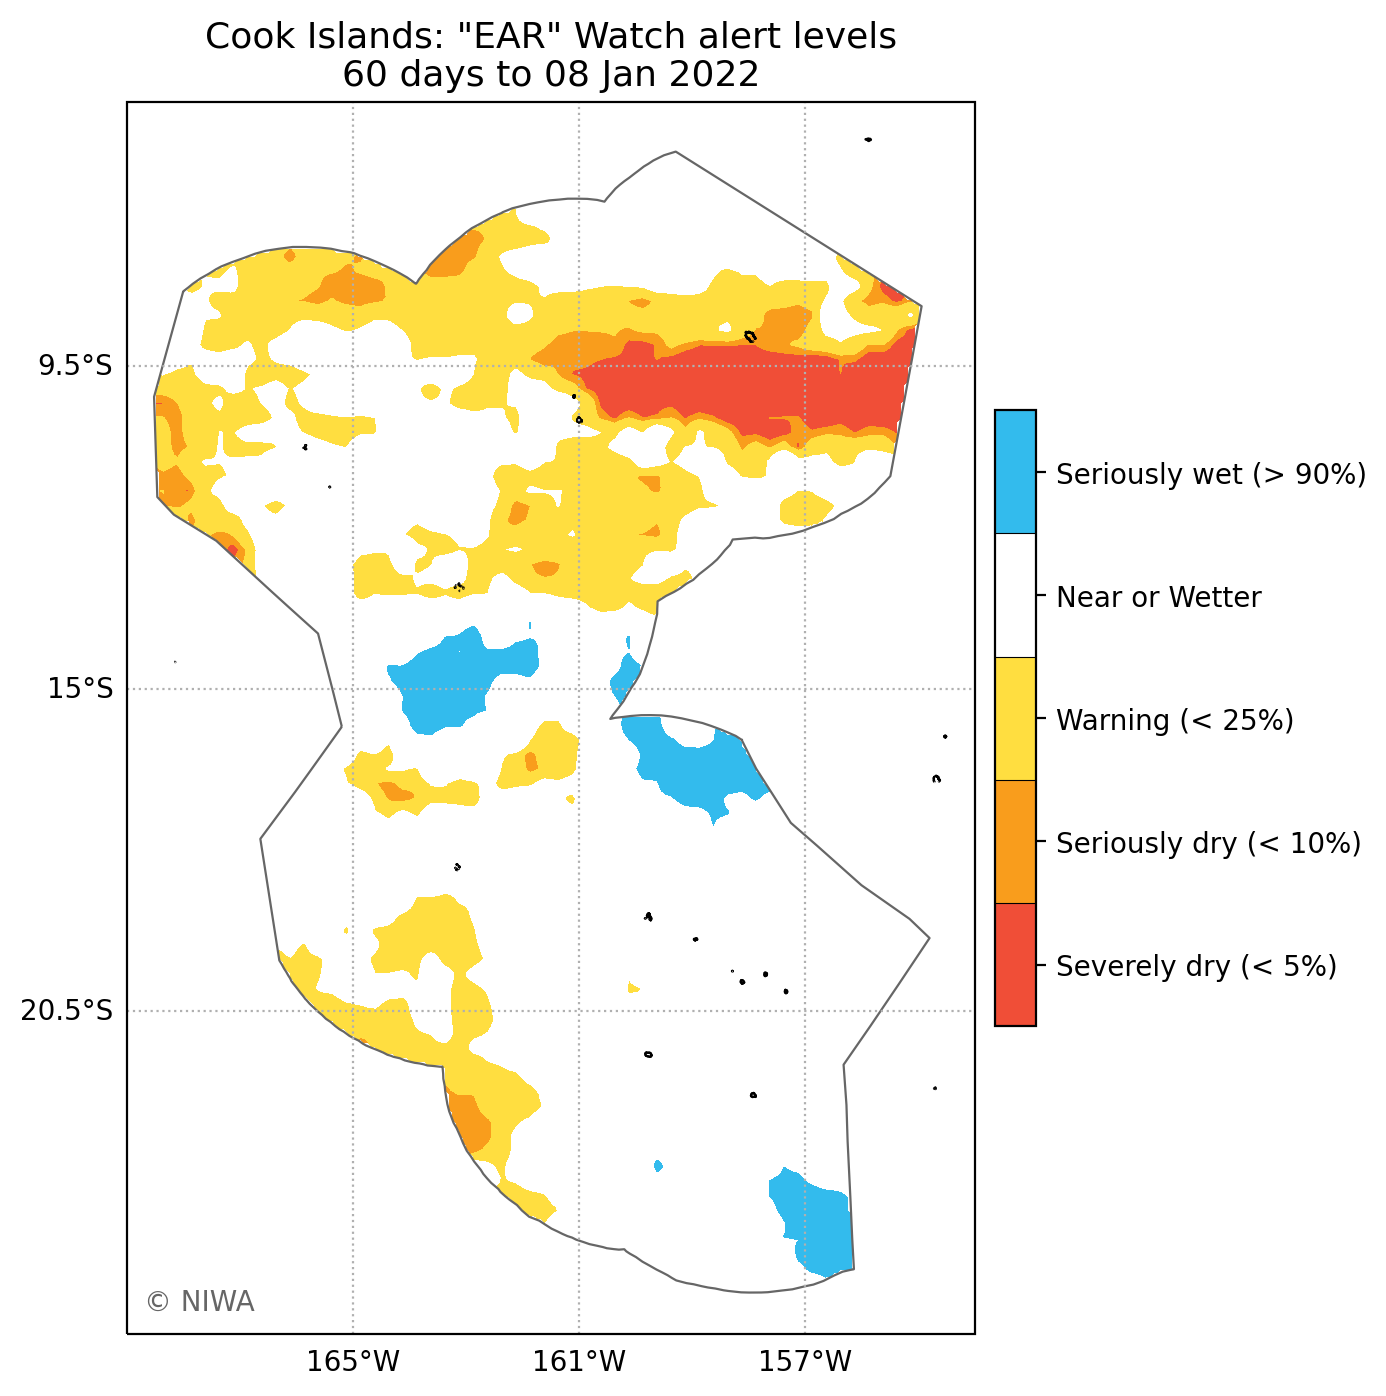 Cook Islands: "EAR" Watch alert levels
60 days to 08 Jan 2022
9.5°S
15°S
20.5°S
165°W
161°W
157°W
Seriously wet (> 90%)
Near or Wetter
Warning (< 25%)
Seriously dry (< 10%)
Severely dry (< 5%)
© NIWA